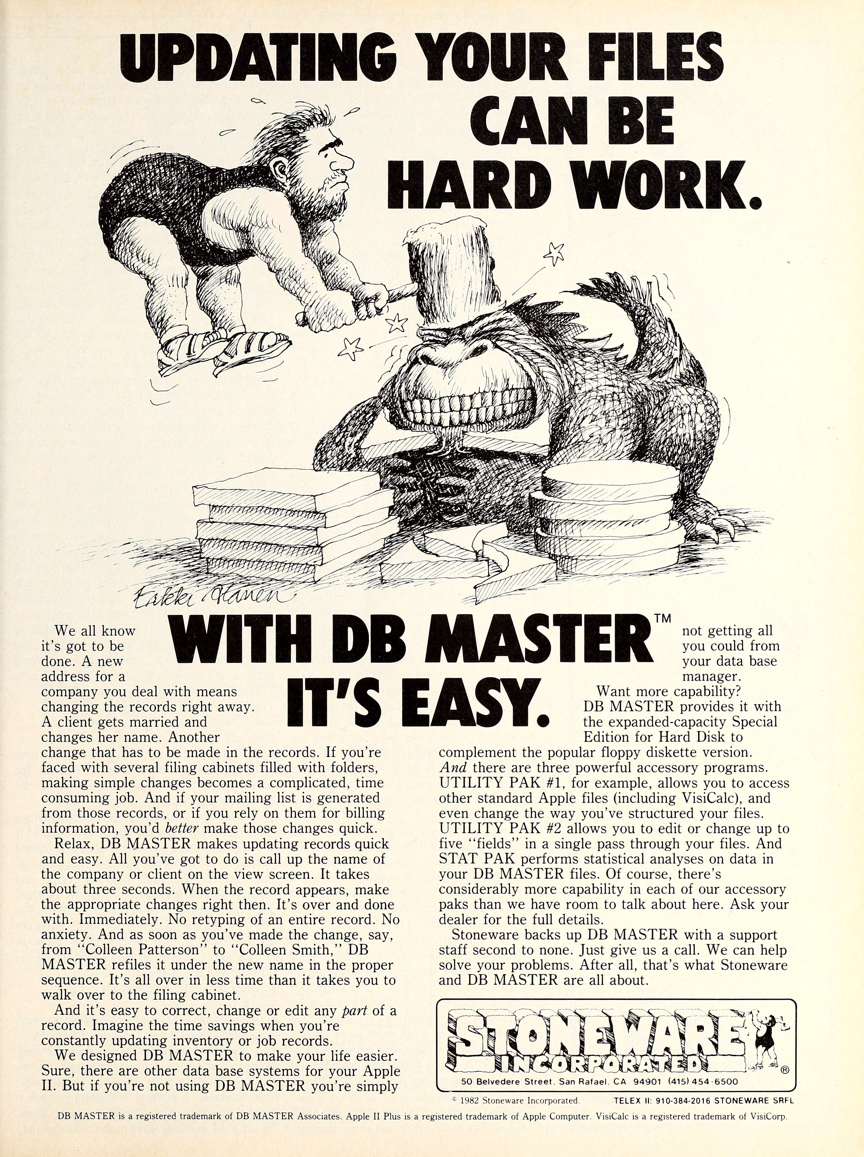 UPDATING YOUR FILES
CAN BE
HARD WORK.
WITH DB MASTER™
IT'S EASY.
We all know
it's got to be
done. A new
address for a
company you deal with means
changing the records right away.
A client gets married and
changes her name. Another
change that has to be made in the records. If you're
faced with several filing cabinets filled with folders,
making simple changes becomes a complicated, time
consuming job. And if your mailing list is generated
from those records, or if you rely on them for billing
information, you'd better make those changes quick.
Relax, DB MASTER makes updating records quick
and easy. All you've got to do is call up the name of
the company or client on the view screen. It takes
about three seconds. When the record appears, make
the appropriate changes right then. It's over and done
with. Immediately. No retyping of an entire record. No
anxiety. And as soon as you've made the change, say,
from "Colleen Patterson" to "Colleen Smith," DB
MASTER refiles it under the new name in the proper
sequence. It's all over in less time than it takes you to
walk over to the filing cabinet.
And it's easy to correct, change or edit any part of a
record. Imagine the time savings when you're
constantly updating inventory or job records.
We designed DB MASTER to make your life easier.
Sure, there are other data base systems for your Apple
II. But if you're not using DB MASTER you're simply
not getting all
you could from
your data base
manager.
Want more capability?
DB MASTER provides it with
the expanded-capacity Special
Edition for Hard Disk to
complement the popular floppy diskette version.
And there are three powerful accessory programs.
UTILITY PAK #1, for example, allows you to access
other standard Apple files (including VisiCalc), and
even change the way you've structured your files.
UTILITY PAK #2 allows you to edit or change up to
five "fields" in a single pass through your files. And
STAT PAK performs statistical analyses on data in
your DB MASTER files. Of course, there's
considerably more capability in each of our accessory
paks than we have room to talk about here. Ask your
dealer for the full details.
Stoneware backs up DB MASTER with a support
staff second to none. Just give us a call. We can help
solve your problems. After all, that's what Stoneware
and DB MASTER are all about.
STONEWARE
INCORPORATED
®
50 Belvedere Street, San Rafael, CA 94901 (415) 454-6500
© 1982 Stoneware Incorporated. TELEX II: 910-384-2016 STONEWARE SRFL
DB MASTER is a registered trademark of DB MASTER Associates. Apple II Plus is a registered trademark of Apple Computer. VisiCalc is a registered trademark of VisiCorp.